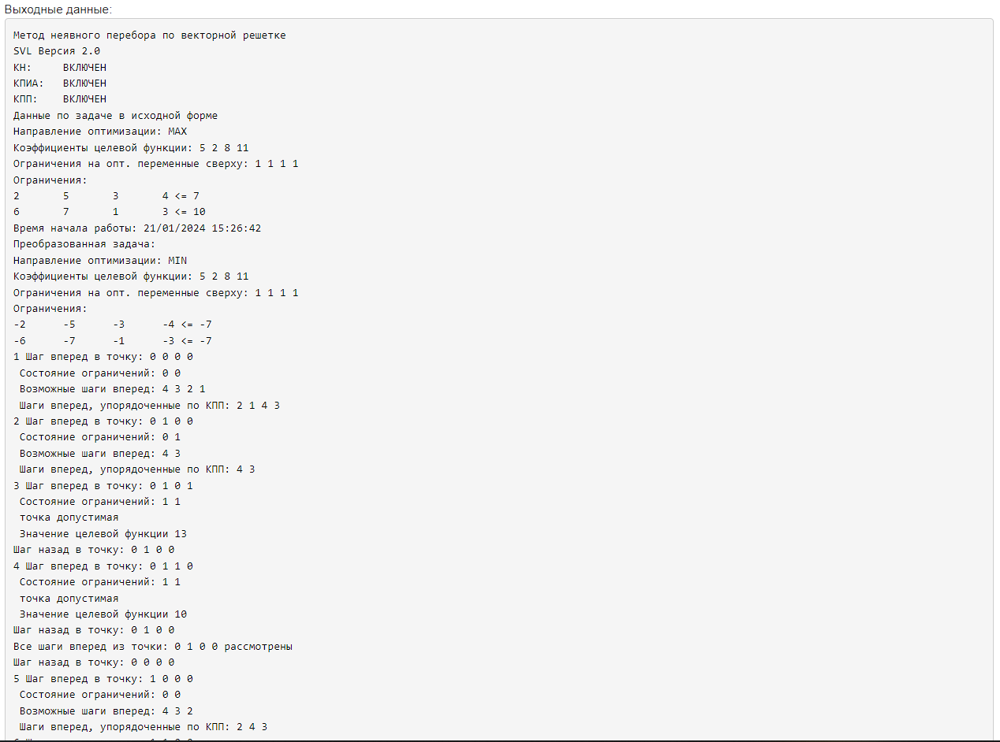 Выходные данные:
Метод неявного перебора по векторной решетке
SVL Версия 2.0
КН:     ВКЛЮЧЕН
КПИА:   ВКЛЮЧЕН
КПП:    ВКЛЮЧЕН
Данные по задаче в исходной форме
Направление оптимизации: MAX
Коэффициенты целевой функции: 5 2 8 11
Ограничения на опт. переменные сверху: 1 1 1 1
Ограничения:
2       5       3       4 <= 7
6       7       1       3 <= 10
Время начала работы: 21/01/2024 15:26:42
Преобразованная задача:
Направление оптимизации: MIN
Коэффициенты целевой функции: 5 2 8 11
Ограничения на опт. переменные сверху: 1 1 1 1
Ограничения:
-2      -5      -3      -4 <= -7
-6      -7      -1      -3 <= -7
1 Шаг вперед в точку: 0 0 0 0
 Состояние ограничений: 0 0
 Возможные шаги вперед: 4 3 2 1
 Шаги вперед, упорядоченные по КПП: 2 1 4 3
2 Шаг вперед в точку: 0 1 0 0
 Состояние ограничений: 0 1
 Возможные шаги вперед: 4 3
 Шаги вперед, упорядоченные по КПП: 4 3
3 Шаг вперед в точку: 0 1 0 1
 Состояние ограничений: 1 1
 точка допустимая
 Значение целевой функции 13
Шаг назад в точку: 0 1 0 0
4 Шаг вперед в точку: 0 1 1 0
 Состояние ограничений: 1 1
 точка допустимая
 Значение целевой функции 10
Шаг назад в точку: 0 1 0 0
Все шаги вперед из точки: 0 1 0 0 рассмотрены
Шаг назад в точку: 0 0 0 0
5 Шаг вперед в точку: 1 0 0 0
 Состояние ограничений: 0 0
 Возможные шаги вперед: 4 3 2
 Шаги вперед, упорядоченные по КПП: 2 4 3